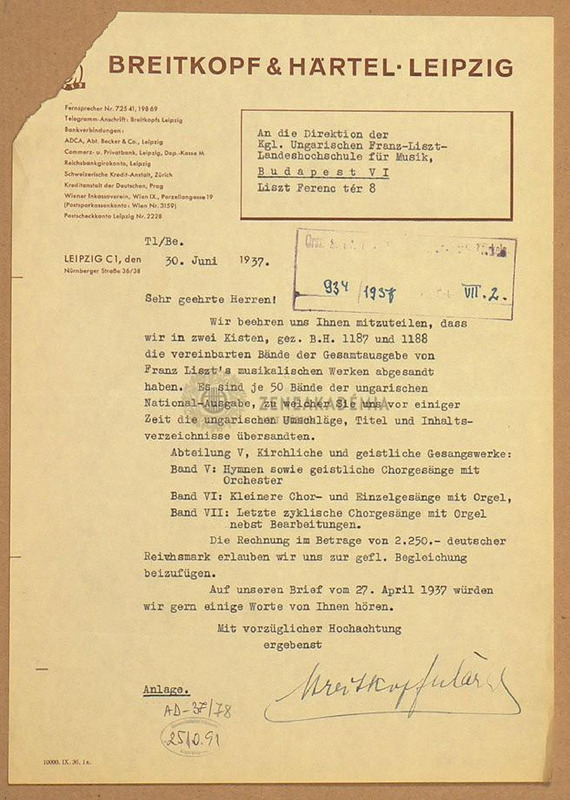 BREITKOPF & HÄRTEL · LEIPZIG
Fernsprecher Nr. 725 41, 198 69
Telegramm-Anschrift: Breitkopfs Leipzig
Bankverbindungen:
ADCA, Abt. Becker & Co., Leipzig
Commerz- u. Privatbank, Leipzig, Dep.-Kasse M
Reichsbankgirokonto, Leipzig
Schweizerische Kredit-Anstalt, Zürich
Kreditanstalt der Deutschen, Prag
Wiener Inkassoverein, Wien IX., Porzellangasse 19
(Postsparkassenkonto: Wien Nr. 3159)
Postscheckkonto Leipzig Nr. 2228
An die Direktion der
Kgl. Ungarischen Franz-Liszt-
Landeshochschule für Musik,
Budapest VI
Liszt Ferenc tér 8
Tl/Be.
LEIPZIG C1, den 30. Juni 1937.
Nürnberger Straße 36/38
934 /1937 VII. 2.
Sehr geehrte Herren!
Wir beehren uns Ihnen mitzuteilen, dass
wir in zwei Kisten, gez. B.H. 1187 und 1188
die vereinbarten Bände der Gesamtausgabe von
Franz Liszt's musikalischen Werken abgesandt
haben. Es sind je 50 Bände der ungarischen
National-Ausgabe, zu welcher Sie uns vor einiger
Zeit die ungarischen Umschläge, Titel und Inhalts-
verzeichnisse übersandten.
ZENEAKADÉMIA
Abteilung V, Kirchliche und geistliche Gesangswerke:
Band V: Hymnen sowie geistliche Chorgesänge mit
Orchester
Band VI: Kleinere Chor- und Einzelgesänge mit Orgel,
Band VII: Letzte zyklische Chorgesänge mit Orgel
nebst Bearbeitungen.
Die Rechnung im Betrage von 2.250.- deutscher
Reichsmark erlauben wir uns zur gefl. Begleichung
beizufügen.
Auf unseren Brief vom 27. April 1937 würden
wir gern einige Worte von Ihnen hören.
Mit vorzüglicher Hochachtung
ergebenst
Anlage.
AD-37/78
10000. IX. 36. 1a.